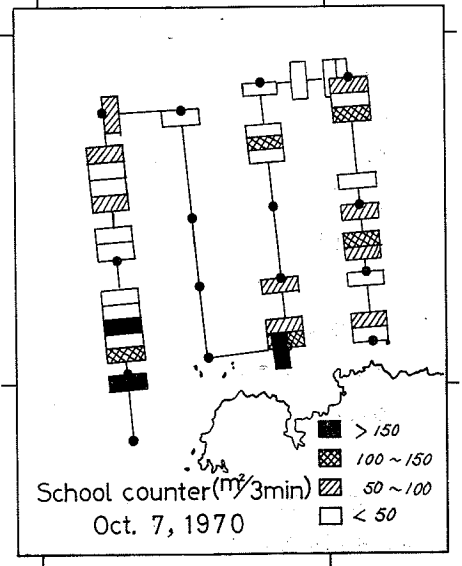 > 150
100 ~ 150
School counter(m²/3min)
50 ~ 100
Oct. 7, 1970
< 50